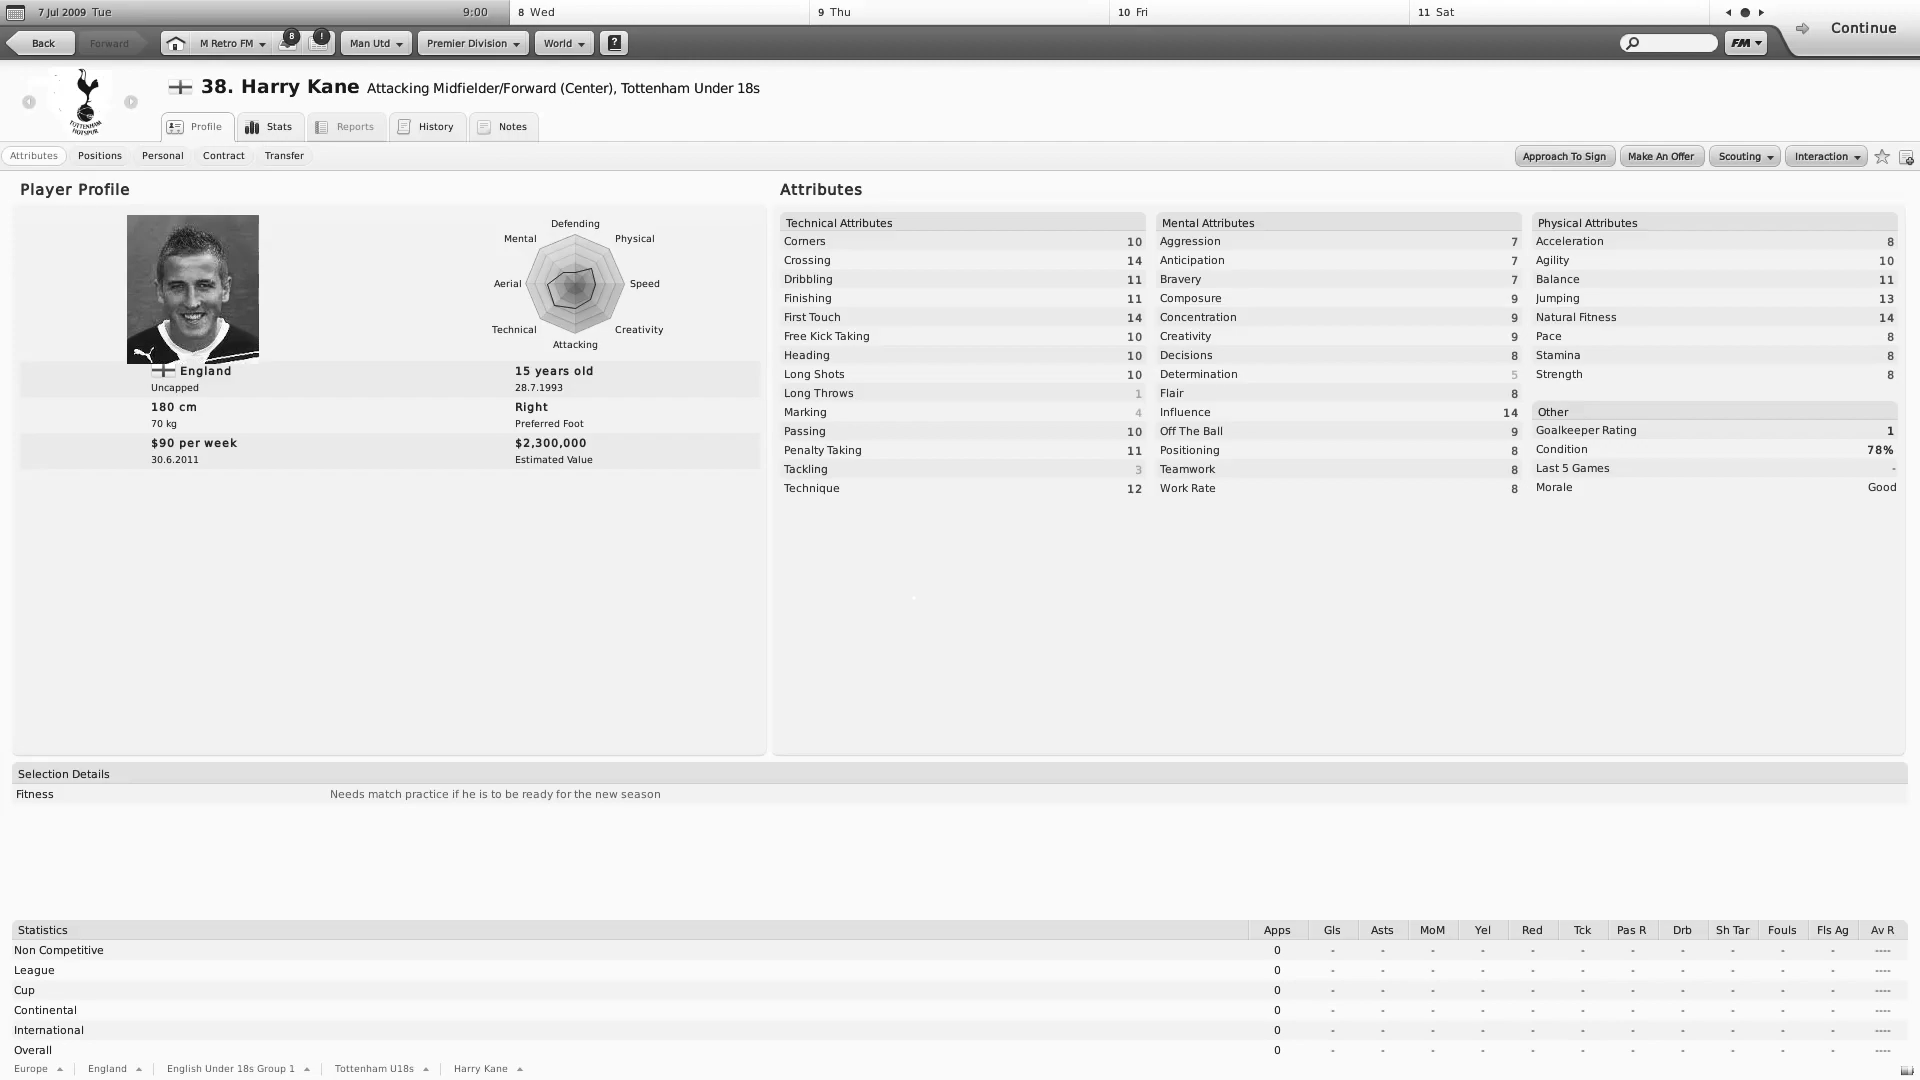 7 Jul 2009 Tue 9:00 8 Wed 9 Thu 10 Fri 11 Sat
Continue
Back Forward M Retro FM 8 ! Man Utd Premier Division World ? FM
38. Harry Kane Attacking Midfielder/Forward (Center), Tottenham Under 18s
TOTTENHAM
HOTSPUR
Profile Stats Reports History Notes
Attributes Positions Personal Contract Transfer Approach To Sign Make An Offer Scouting Interaction
Player Profile
Defending
Mental Physical
Aerial Speed
Technical Creativity
Attacking
England 15 years old
Uncapped 28.7.1993
180 cm Right
70 kg Preferred Foot
$90 per week $2,300,000
30.6.2011 Estimated Value
Attributes
Technical Attributes
Corners 10
Crossing 14
Dribbling 11
Finishing 11
First Touch 14
Free Kick Taking 10
Heading 10
Long Shots 10
Long Throws 1
Marking 4
Passing 10
Penalty Taking 11
Tackling 3
Technique 12
Mental Attributes
Aggression 7
Anticipation 7
Bravery 7
Composure 9
Concentration 9
Creativity 9
Decisions 8
Determination 5
Flair 8
Influence 14
Off The Ball 9
Positioning 8
Teamwork 8
Work Rate 8
Physical Attributes
Acceleration 8
Agility 10
Balance 11
Jumping 13
Natural Fitness 14
Pace 8
Stamina 8
Strength 8
Other
Goalkeeper Rating 1
Condition 78%
Last 5 Games -
Morale Good
Selection Details
Fitness Needs match practice if he is to be ready for the new season
Statistics Apps Gls Asts MoM Yel Red Tck Pas R Drb Sh Tar Fouls Fls Ag Av R
Non Competitive 0 - - - - - - - - - - - ----
League 0 - - - - - - - - - - - ----
Cup 0 - - - - - - - - - - - ----
Continental 0 - - - - - - - - - - - ----
International 0 - - - - - - - - - - - ----
Overall 0 - - - - - - - - - - - ----
Europe England English Under 18s Group 1 Tottenham U18s Harry Kane